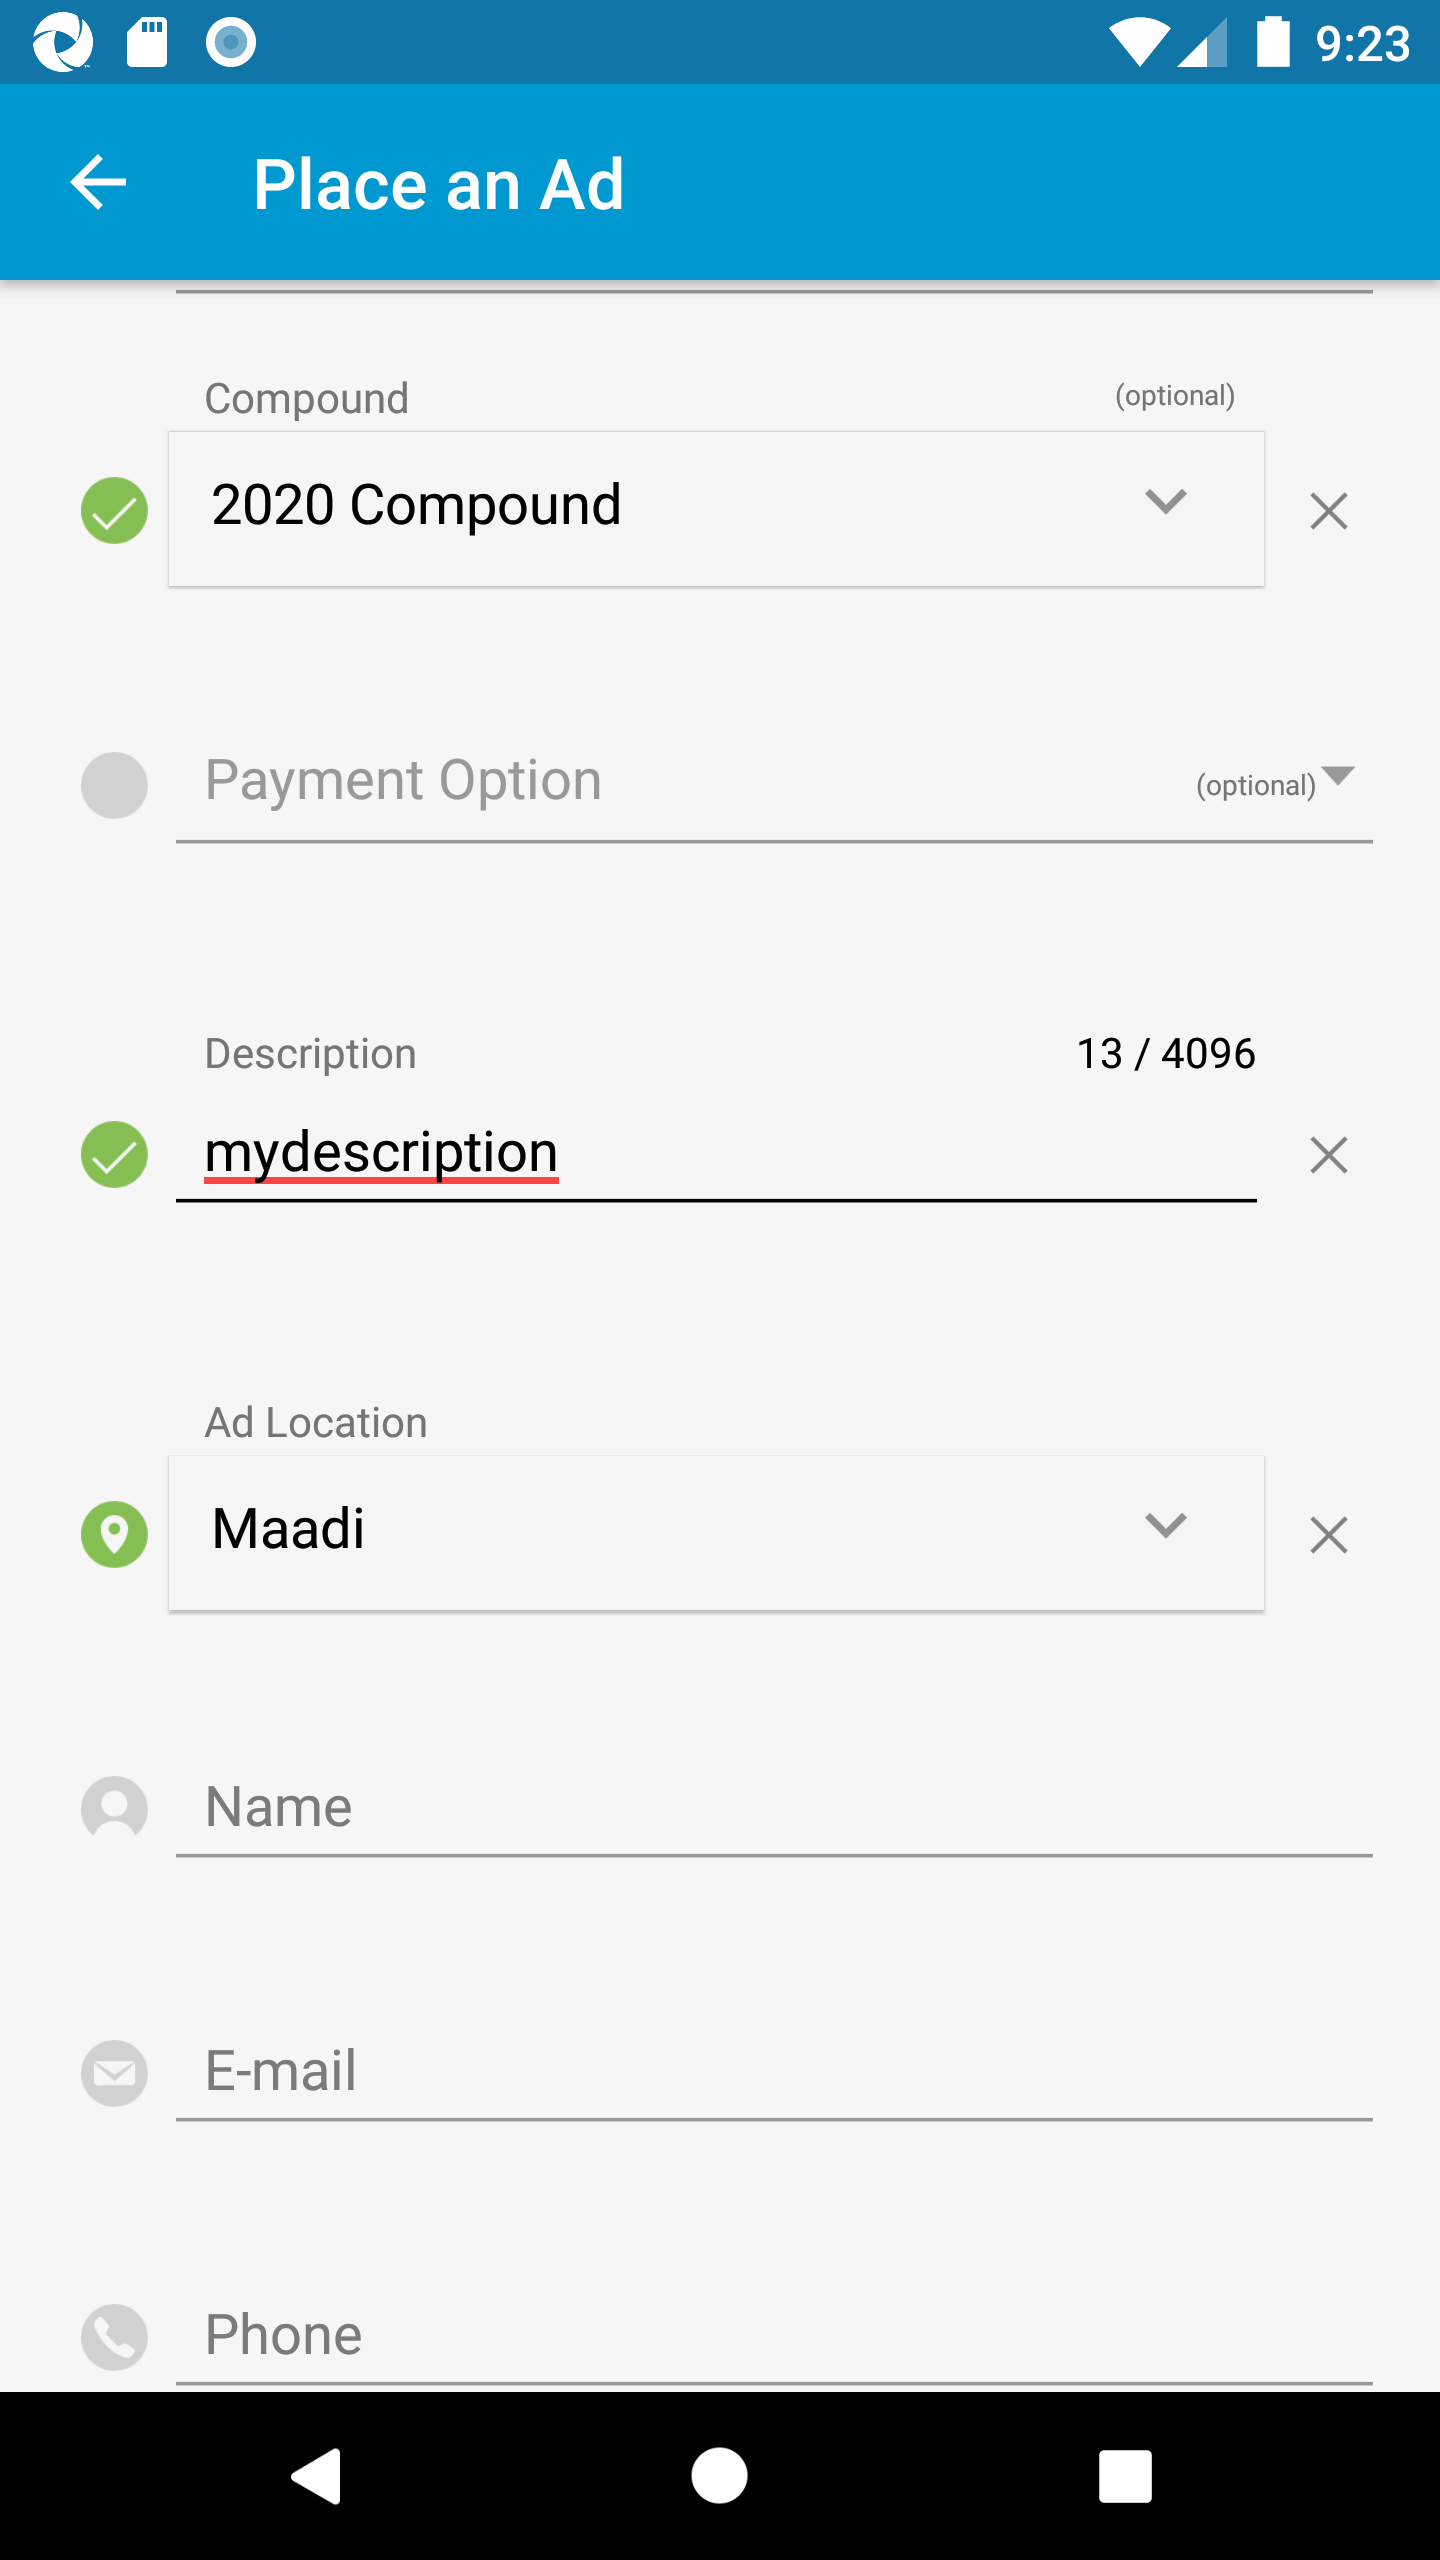 9:23
Place an Ad
Compound (optional)
2020 Compound
Payment Option (optional)
Description 13 / 4096
mydescription
Ad Location
Maadi
Name
E-mail
Phone